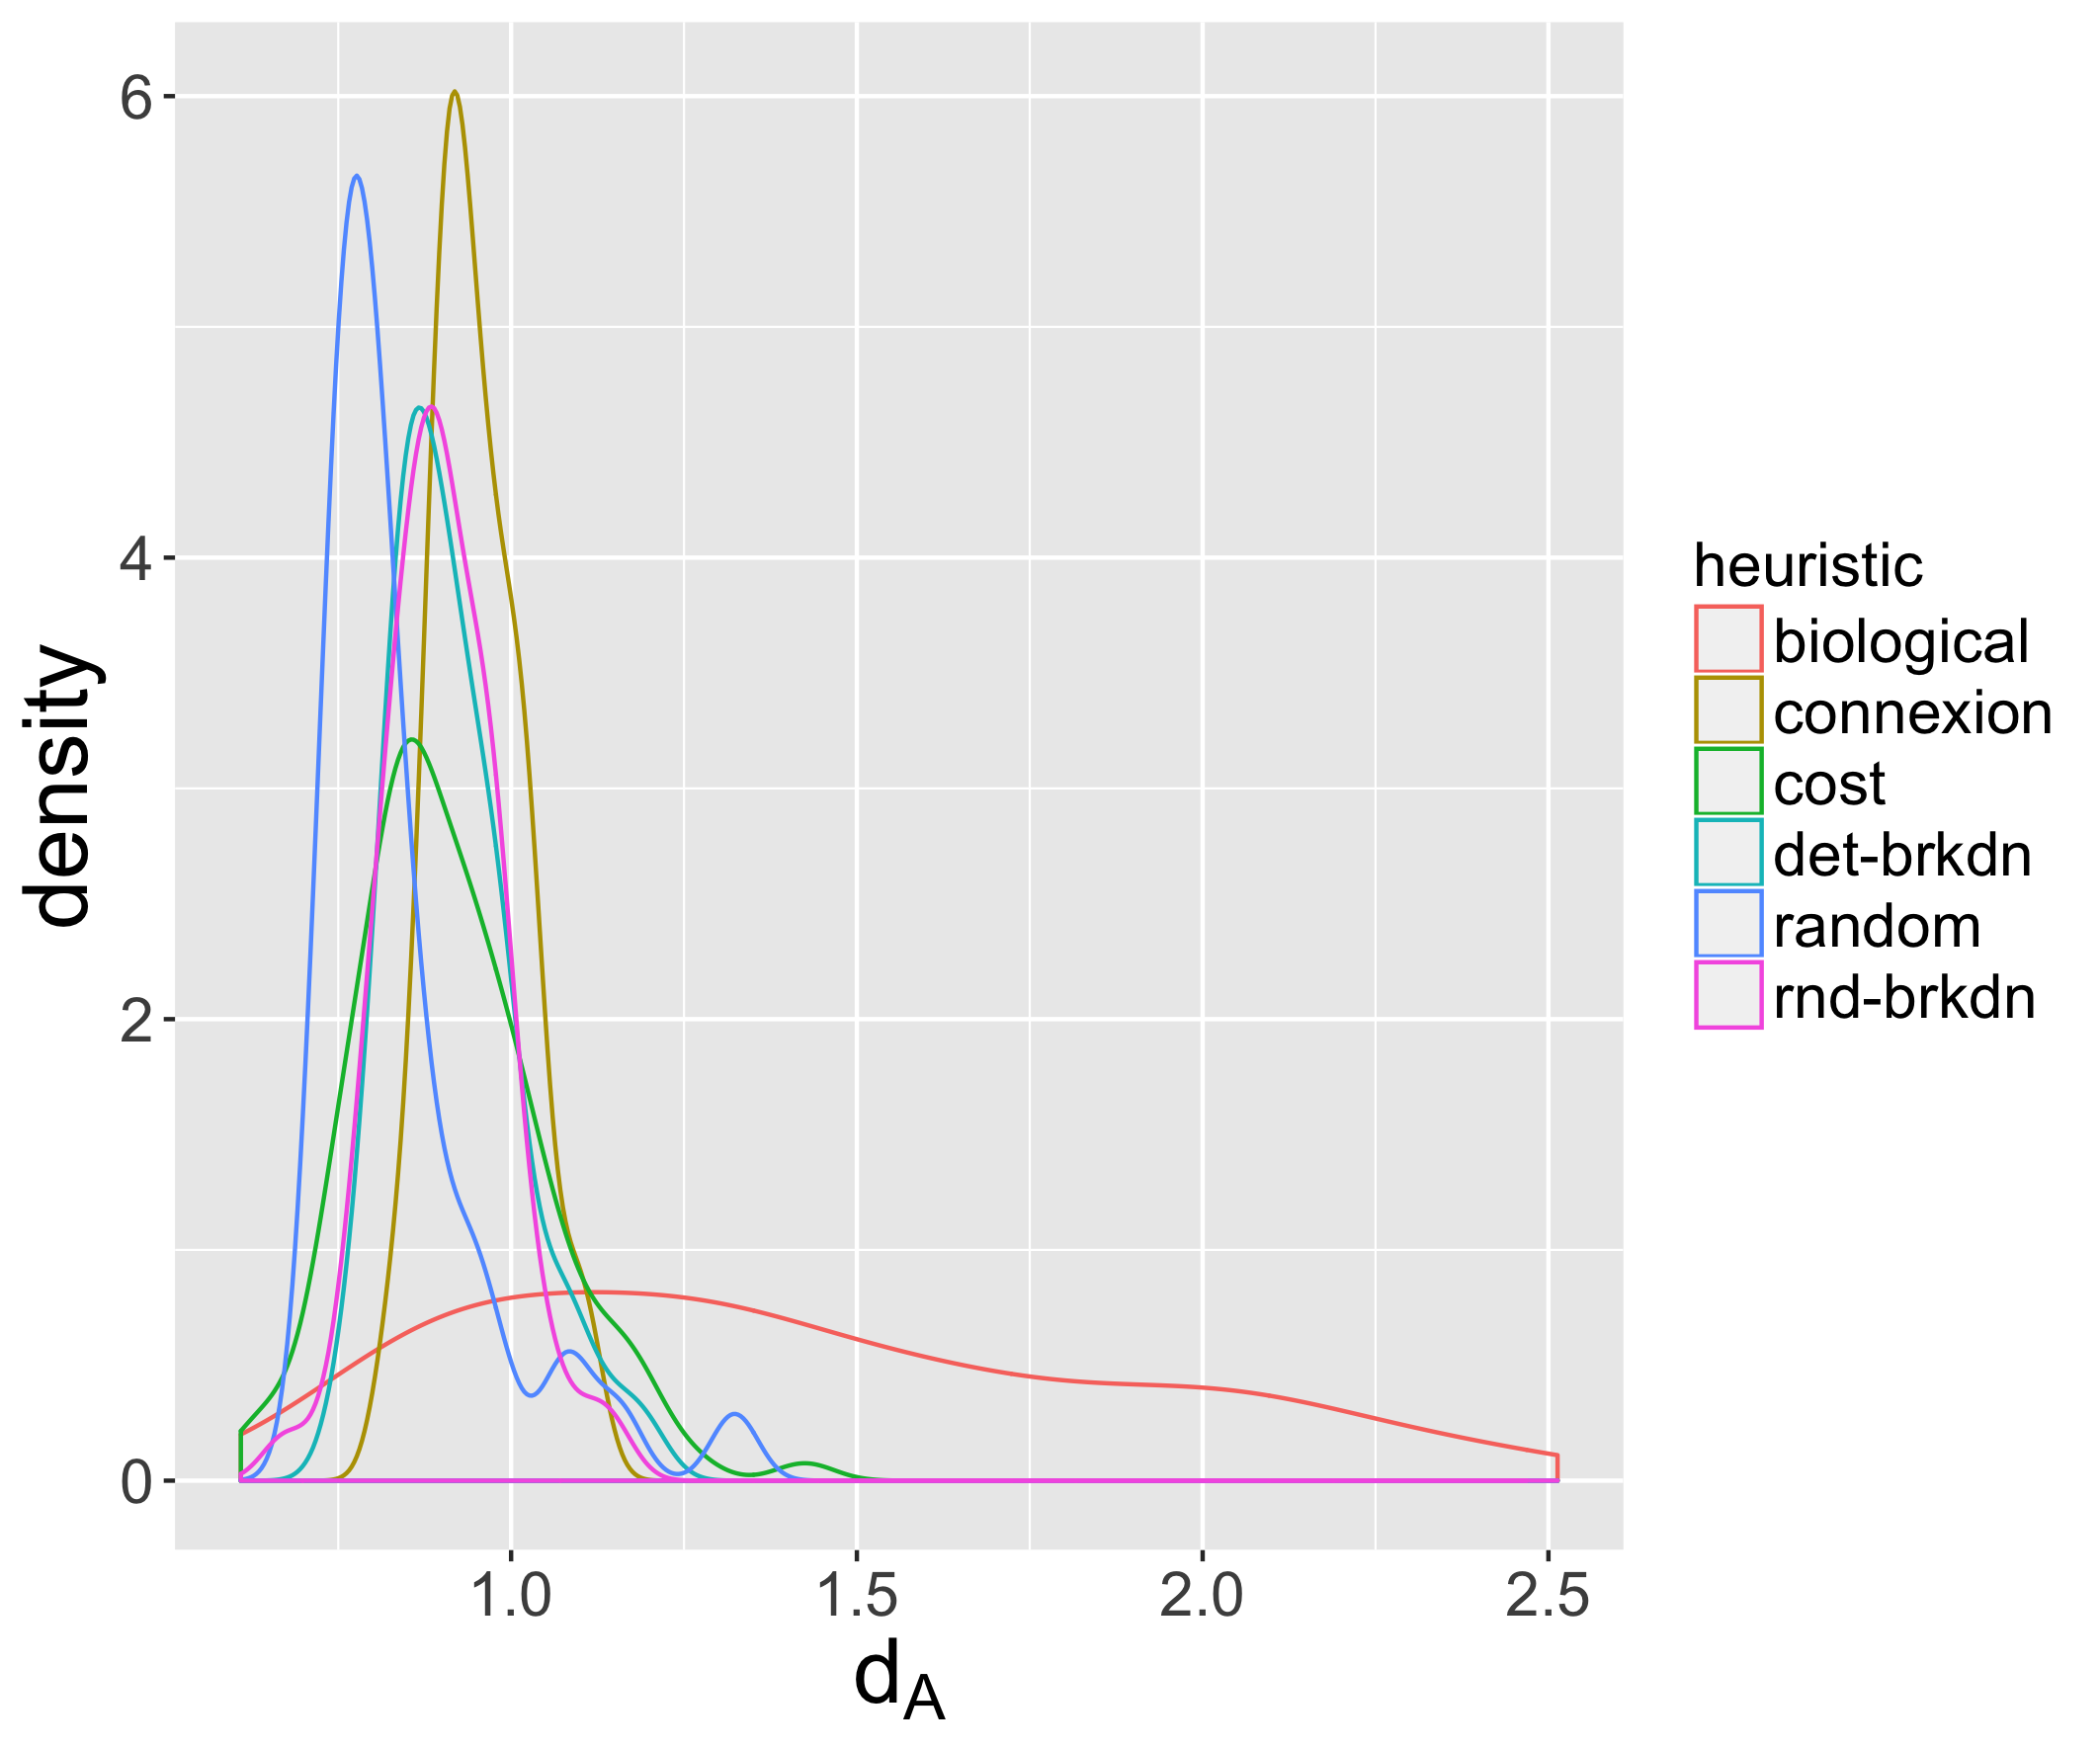 density
6
4
2
0
1.0
1.5
2.0
2.5
d_A
heuristic
biological
connexion
cost
det-brkdn
random
rnd-brkdn